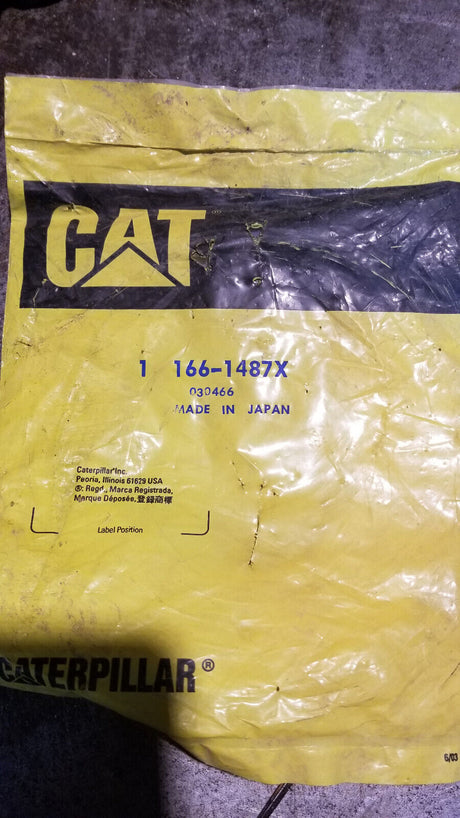 CAT®
1 166-1487X
030466
MADE IN JAPAN
Caterpillar Inc.
Peoria, Illinois 61629 USA
®: Regd., Marca Registrada,
Marque Déposée, 登録商標
Label Position
CATERPILLAR®
6/03